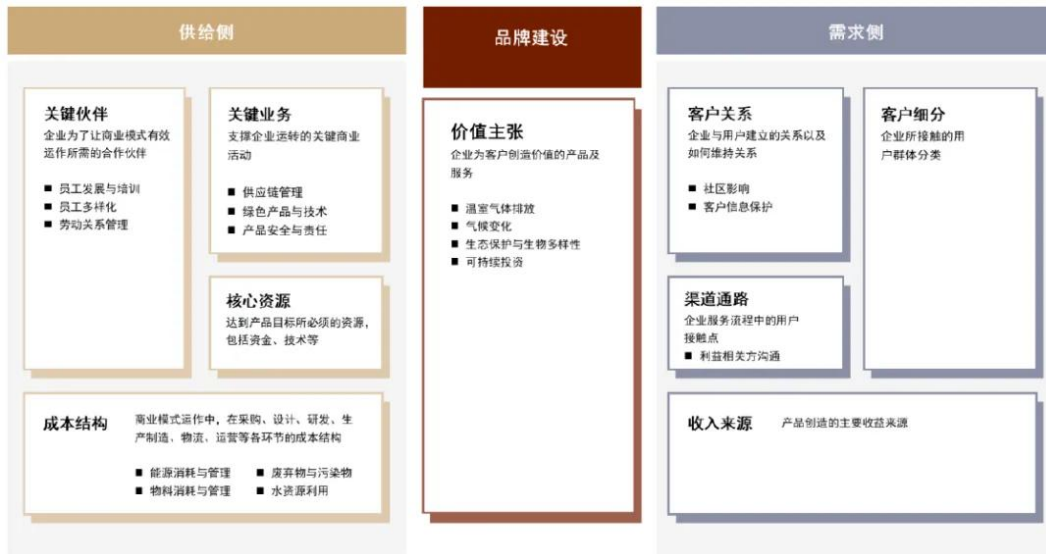 供给侧
关键伙伴
企业为了让商业模式有效
运作所需的合作伙伴
■ 员工发展与培训
■ 员工多样化
■ 劳动关系管理
关键业务
支撑企业运转的关键商业
活动
■ 供应链管理
■ 绿色产品与技术
■ 产品安全与责任
核心资源
达到产品目标所必须的资源，
包括资金、技术等
成本结构
商业模式运作中，在采购、设计、研发、生
产制造、物流、运营等各环节的成本结构
■ 能源消耗与管理
■ 废弃物与污染物
■ 物料消耗与管理
■ 水资源利用
品牌建设
价值主张
企业为客户创造价值的产品及
服务
■ 温室气体排放
■ 气候变化
■ 生态保护与生物多样性
■ 可持续投资
需求侧
客户关系
企业与用户建立的关系以及
如何维持关系
■ 社区影响
■ 客户信息保护
客户细分
企业所接触的用
户群体分类
渠道通路
企业服务流程中的用户
接触点
■ 利益相关方沟通
收入来源
产品创造的主要收益来源